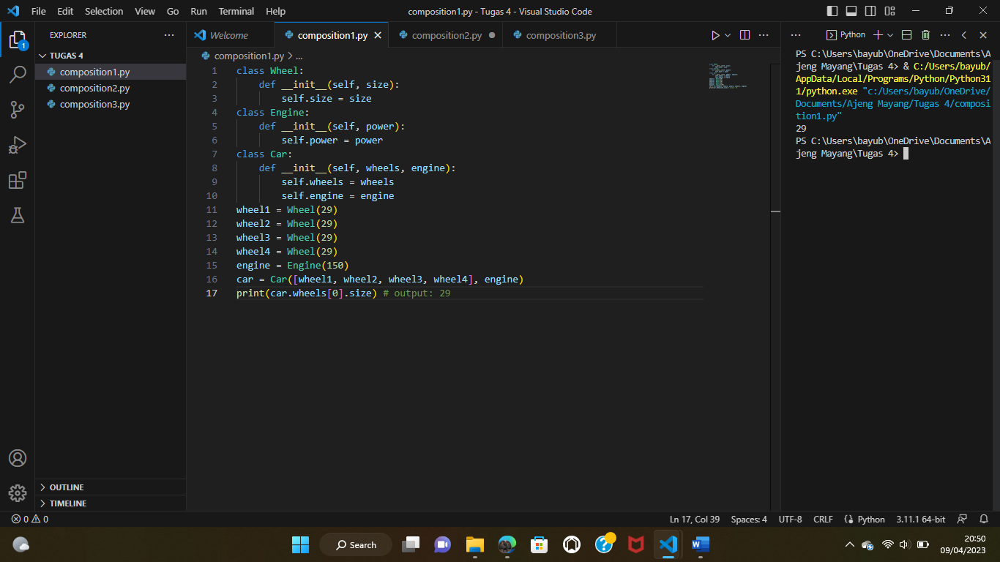 File Edit Selection View Go Run Terminal Help composition1.py - Tugas 4 - Visual Studio Code
EXPLORER
TUGAS 4
composition1.py
composition2.py
composition3.py
OUTLINE
TIMELINE
Welcome composition1.py composition2.py composition3.py
composition1.py > ...
1 class Wheel:
2     def __init__(self, size):
3         self.size = size
4 class Engine:
5     def __init__(self, power):
6         self.power = power
7 class Car:
8     def __init__(self, wheels, engine):
9         self.wheels = wheels
10         self.engine = engine
11 wheel1 = Wheel(29)
12 wheel2 = Wheel(29)
13 wheel3 = Wheel(29)
14 wheel4 = Wheel(29)
15 engine = Engine(150)
16 car = Car([wheel1, wheel2, wheel3, wheel4], engine)
17 print(car.wheels[0].size) # output: 29
Python
PS C:\Users\bayub\OneDrive\Documents\A
jeng Mayang\Tugas 4> & C:/Users/bayub/
AppData/Local/Programs/Python/Python31
1/python.exe "c:/Users/bayub/OneDrive/
Documents/Ajeng Mayang/Tugas 4/composi
tion1.py"
29
PS C:\Users\bayub\OneDrive\Documents\A
jeng Mayang\Tugas 4>
1
0 0 Ln 17, Col 39 Spaces: 4 UTF-8 CRLF Python 3.11.1 64-bit
Search
20:50
09/04/2023